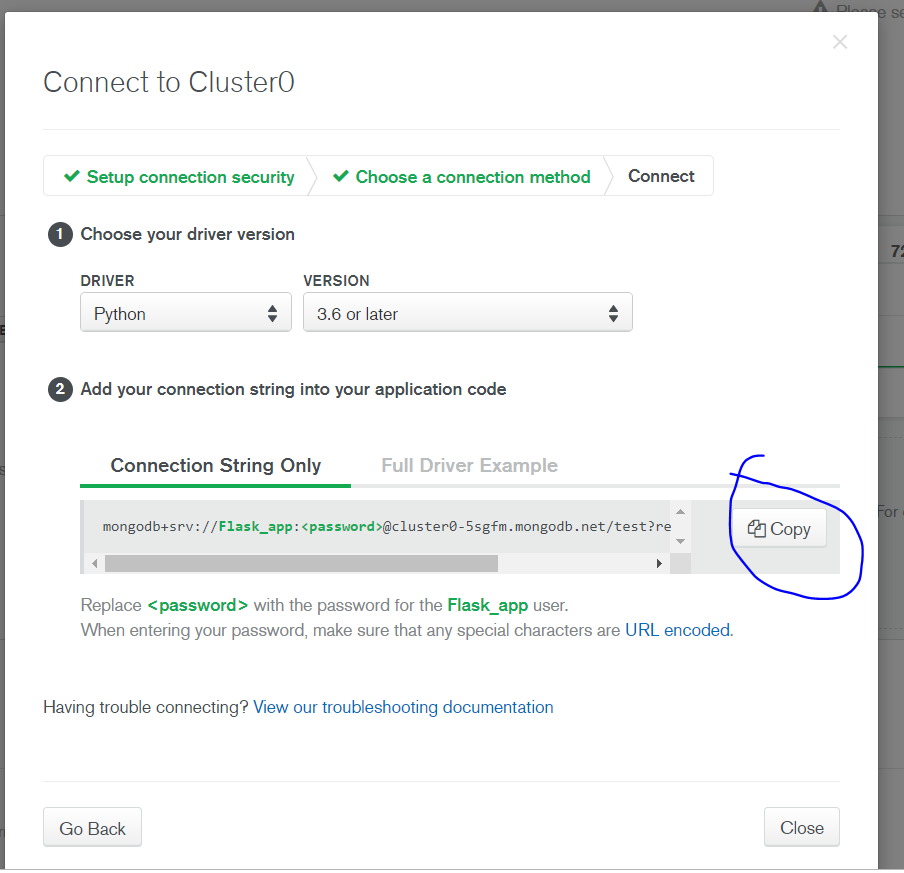 Please se
Connect to Cluster0
Setup connection security
Choose a connection method
Connect
1 Choose your driver version
72
DRIVER
VERSION
Python
3.6 or later
2 Add your connection string into your application code
Connection String Only
Full Driver Example
mongodb+srv://Flask_app:<password>@cluster0-5sgfm.mongodb.net/test?re
Copy
For
Replace <password> with the password for the Flask_app user.
When entering your password, make sure that any special characters are URL encoded.
Having trouble connecting? View our troubleshooting documentation
Go Back
Close